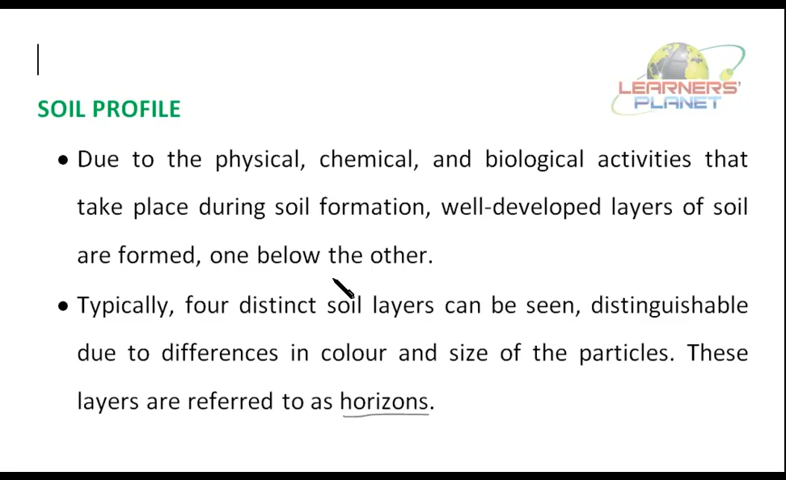 LEARNERS'
PLANET
SOIL PROFILE
• Due to the physical, chemical, and biological activities that
take place during soil formation, well-developed layers of soil
are formed, one below the other.
• Typically, four distinct soil layers can be seen, distinguishable
due to differences in colour and size of the particles. These
layers are referred to as horizons.